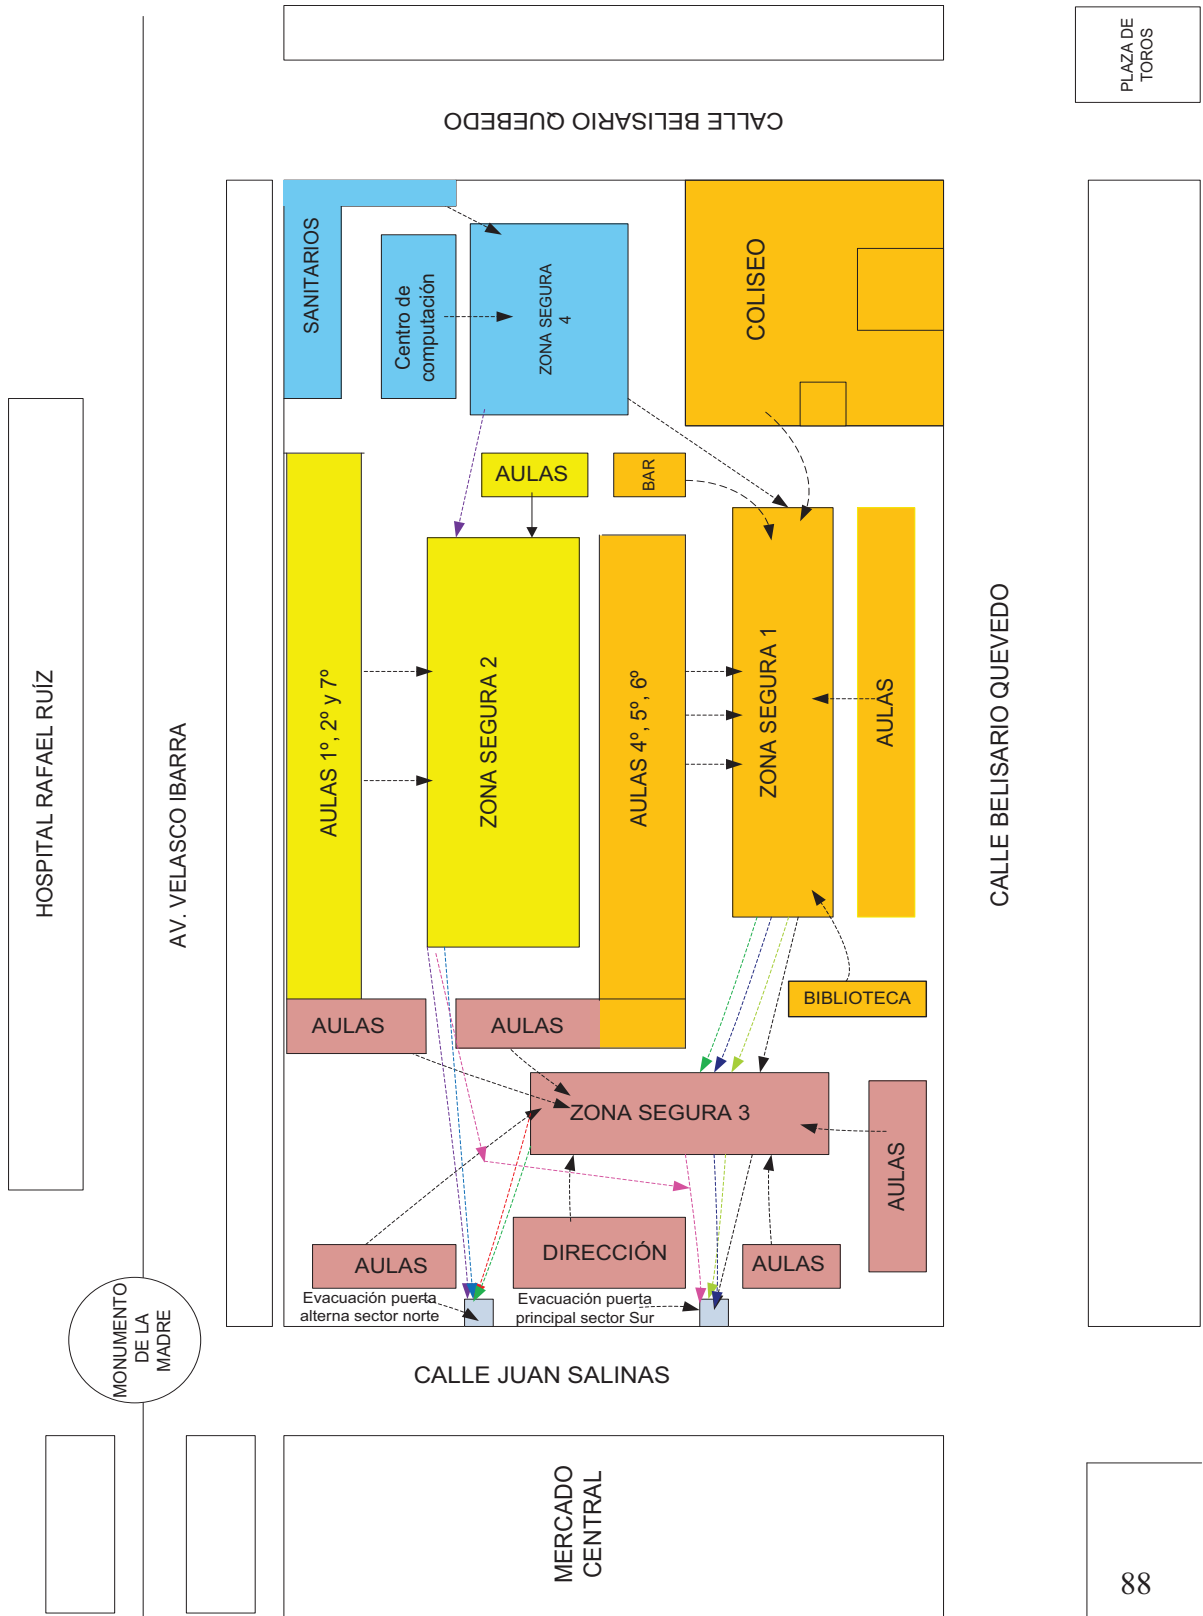 PLAZA DE
TOROS
CALLE BELISARIO QUEBEDO
SANITARIOS
Centro de
computación
ZONA SEGURA
4
COLISEO
HOSPITAL RAFAEL RUÍZ
AV. VELASCO IBARRA
AULAS 1º, 2º y 7º
AULAS
BAR
ZONA SEGURA 2
AULAS 4º, 5º, 6º
ZONA SEGURA 1
AULAS
CALLE BELISARIO QUEVEDO
BIBLIOTECA
AULAS
AULAS
ZONA SEGURA 3
AULAS
AULAS
DIRECCIÓN
AULAS
Evacuación puerta
alterna sector norte
Evacuación puerta
principal sector Sur
MONUMENTO
DE LA
MADRE
CALLE JUAN SALINAS
MERCADO
CENTRAL
88